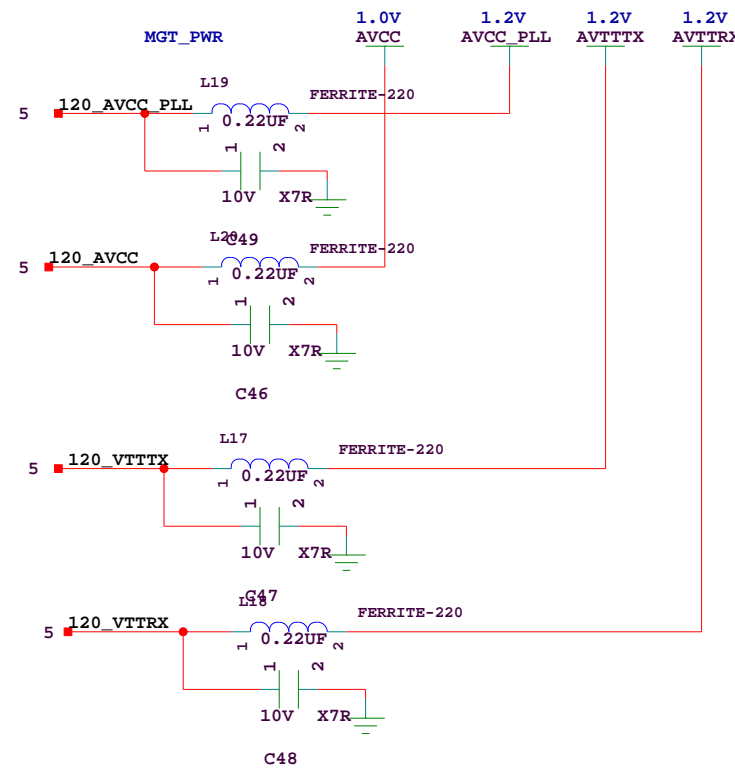 1.0V 1.2V 1.2V 1.2V
MGT_PWR AVCC AVCC_PLL AVTTTX AVTTRX
L19
FERRITE-220
5 120_AVCC_PLL
1 0.22UF 2
1 2
10V X7R
L20 C49
FERRITE-220
5 120_AVCC
1 0.22UF 2
1 2
10V X7R
C46
L17
FERRITE-220
5 120_VTTTX
1 0.22UF 2
1 2
10V X7R
C47
L18
FERRITE-220
5 120_VTTRX
1 0.22UF 2
1 2
10V X7R
C48